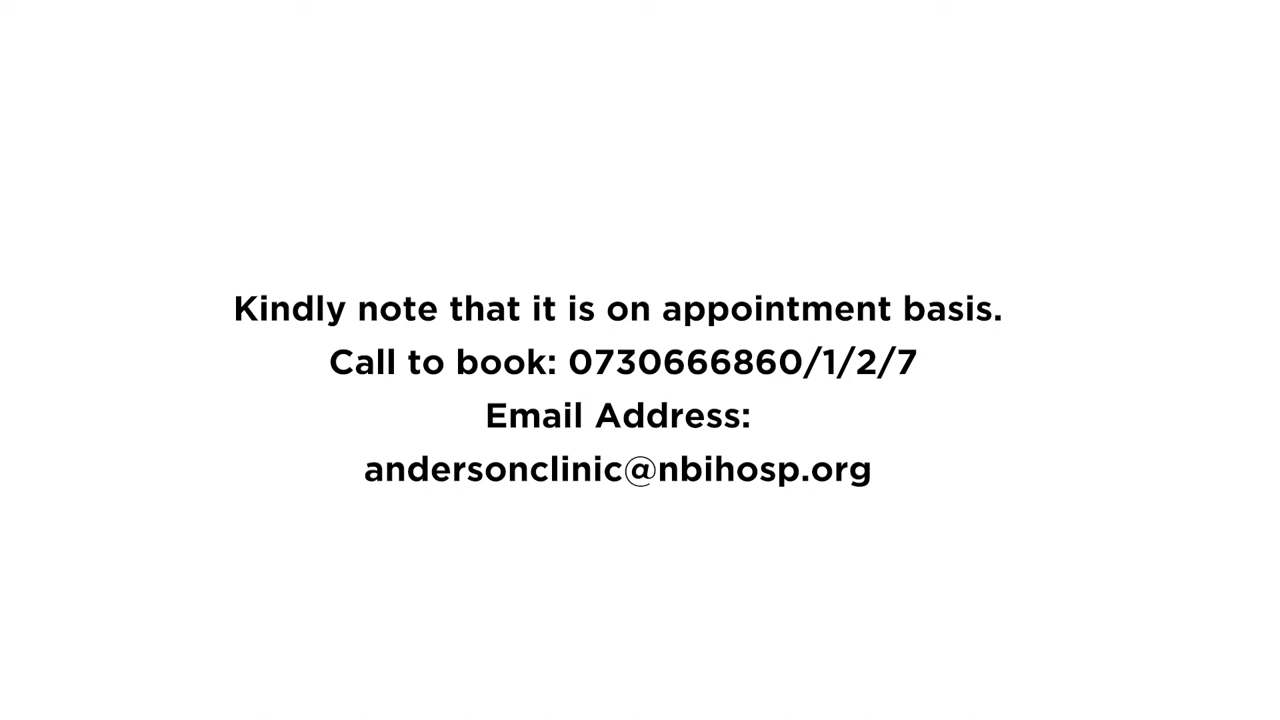 Kindly note that it is on appointment basis.
Call to book: 0730666860/1/2/7
Email Address:
andersonclinic@nbihosp.org